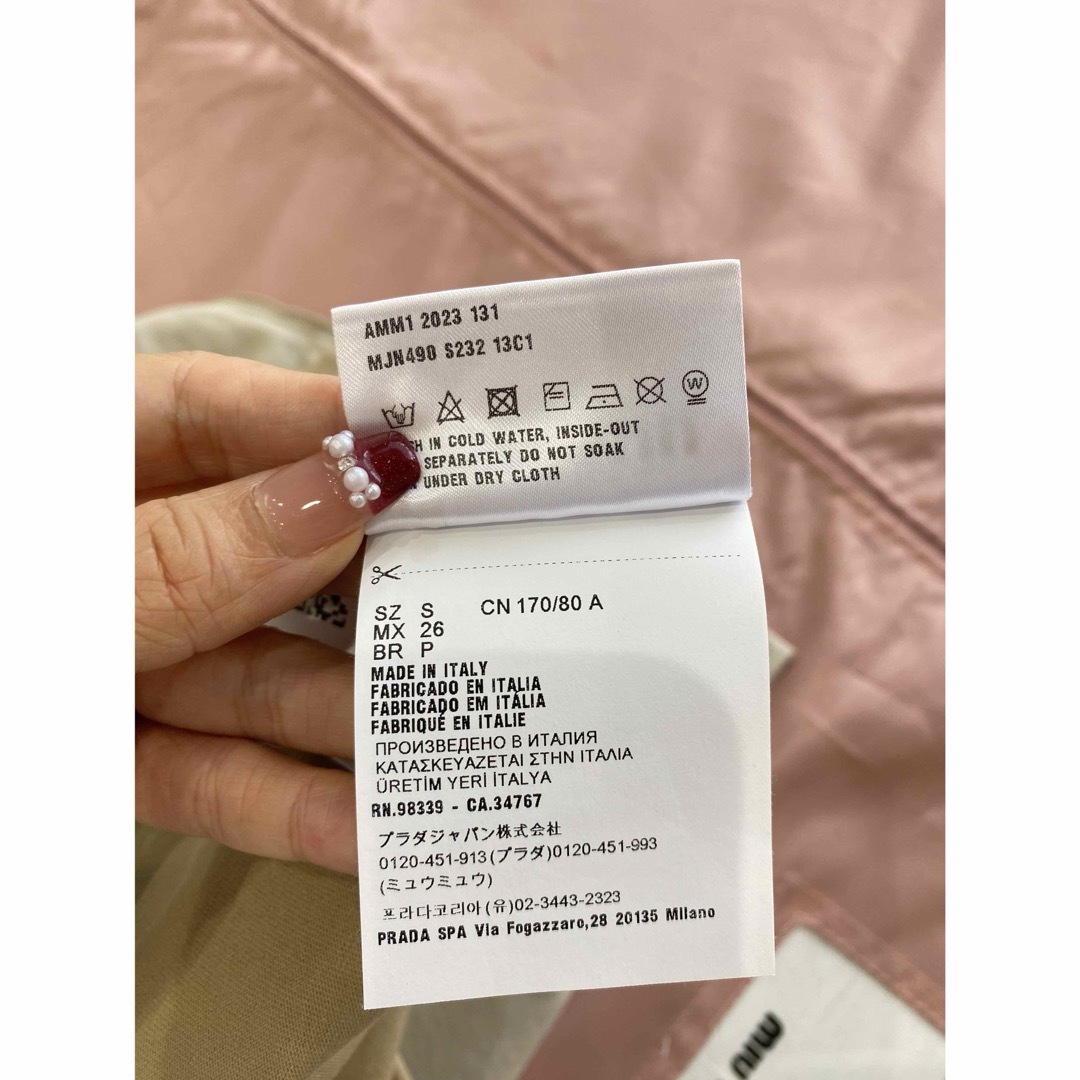 AMM1 2023 131
MJN490 S232 13C1
W
IN COLD WATER, INSIDE-OUT
SEPARATELY DO NOT SOAK
UNDER DRY CLOTH
SZ S CN 170/80 A
MX 26
BR P
MADE IN ITALY
FABRICADO EN ITALIA
FABRICADO EM ITÁLIA
FABRIQUÉ EN ITALIE
ПРОИЗВЕДЕНО В ИТАЛИЯ
ΚΑΤΑΣΚΕΥΑΖΕΤΑΙ ΣΤΗΝ ΙΤΑΛΙΑ
ÜRETİM YERİ İTALYA
RN.98339 - CA.34767
プラダジャパン株式会社
0120-451-913(プラダ)0120-451-993
(ミュウミュウ)
프라다코리아(유)02-3443-2323
PRADA SPA Via Fogazzaro,28 20135 Milano
MIU